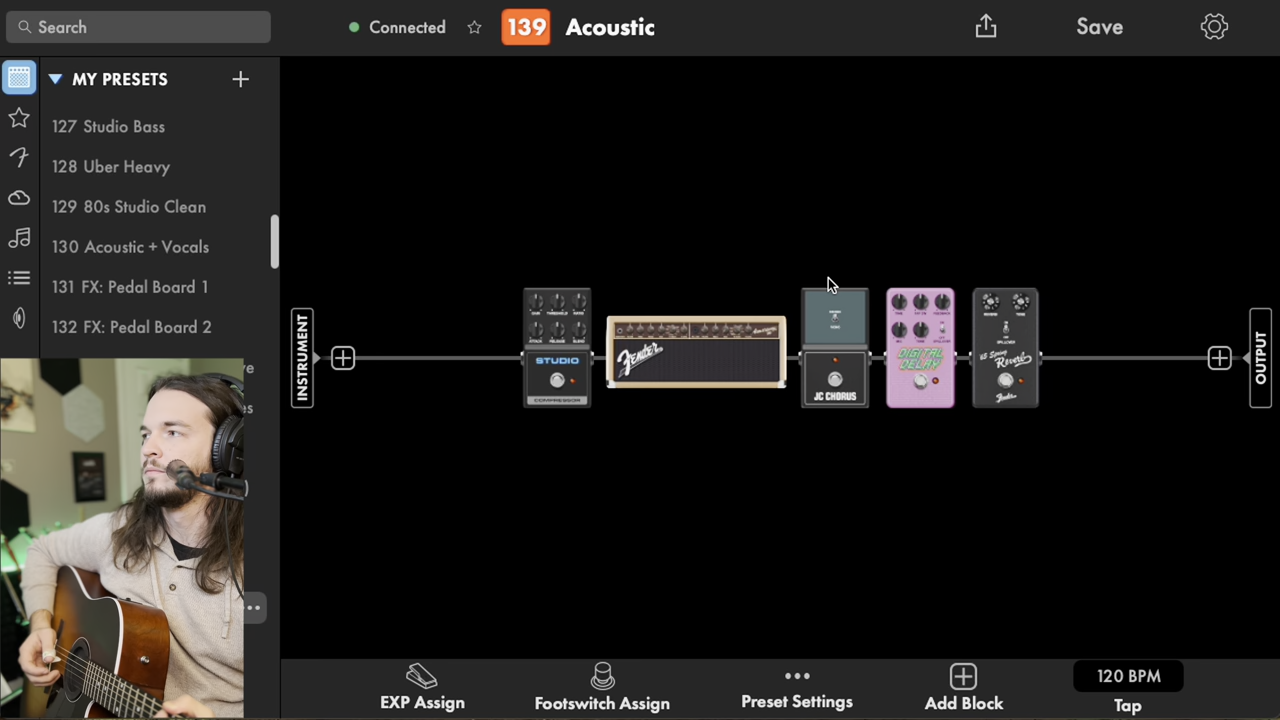 Search
Connected
139
Acoustic
Save
MY PRESETS
127 Studio Bass
128 Uber Heavy
129 80s Studio Clean
130 Acoustic + Vocals
131 FX: Pedal Board 1
132 FX: Pedal Board 2
INSTRUMENT
STUDIO
COMPRESSOR
Fender
JC CHORUS
DIGITAL
DELAY
65 Spring
Reverb
Fender
OUTPUT
EXP Assign
Footswitch Assign
Preset Settings
Add Block
120 BPM
Tap